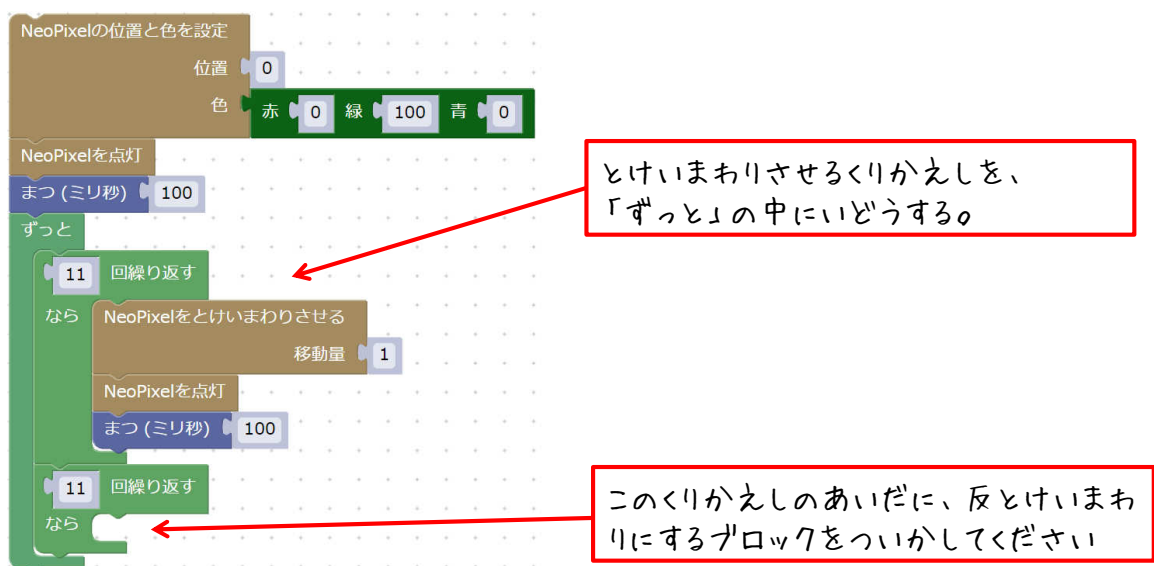 NeoPixelの位置と色を設定
位置 0
色 赤 0 緑 100 青 0
NeoPixelを点灯
まつ (ミリ秒) 100
ずっと
11 回繰り返す
なら NeoPixelをとけいまわりさせる
移動量 1
NeoPixelを点灯
まつ (ミリ秒) 100
11 回繰り返す
なら
とけいまわりさせるくりかえしを、
「ずっと」の中にいどうする。
このくりかえしのあいだに、反とけいまわ
りにするブロックをついかしてください